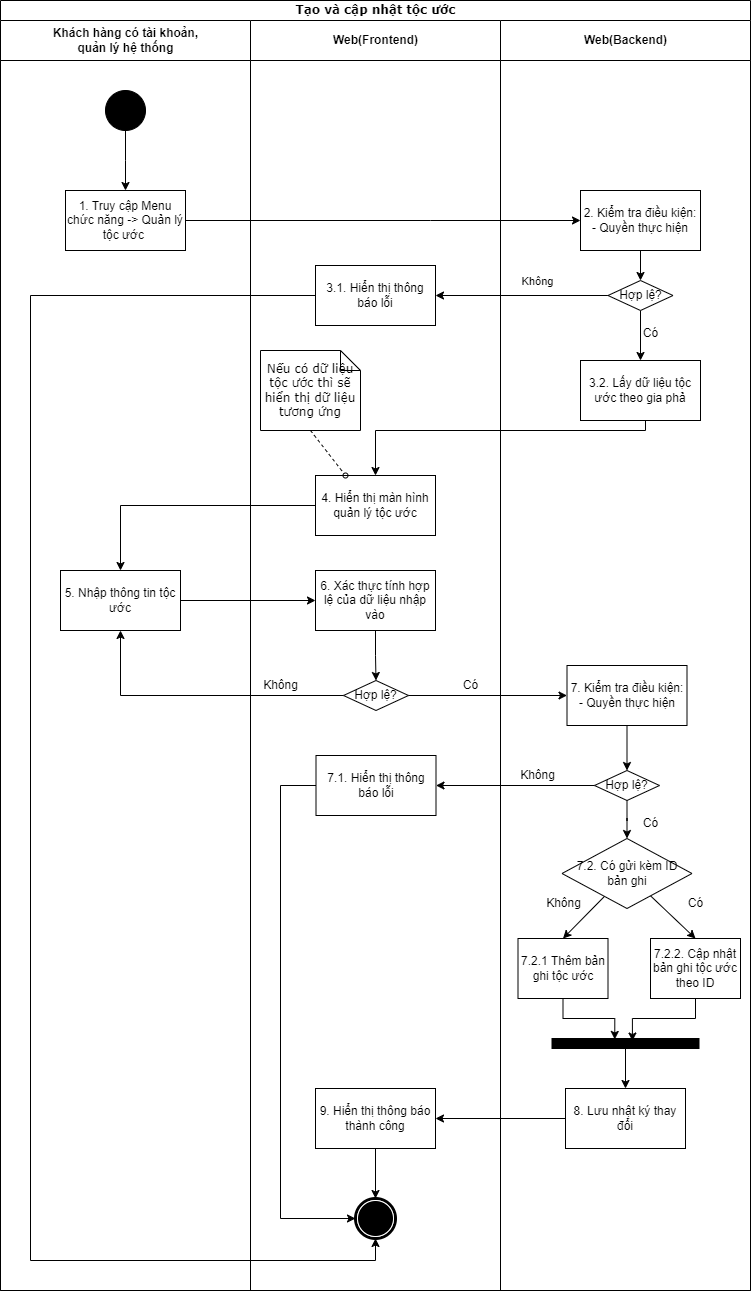 Tạo và cập nhật tộc ước
Khách hàng có tài khoản,
quản lý hệ thống
Web(Frontend)
Web(Backend)
1. Truy cập Menu
chức năng -> Quản lý
tộc ước
2. Kiểm tra điều kiện:
- Quyền thực hiện
Hợp lệ?
Không
Có
3.1. Hiển thị thông
báo lỗi
3.2. Lấy dữ liệu tộc
ước theo gia phả
Nếu có dữ liệu
tộc ước thì sẽ
hiển thị dữ liệu
tương ứng
4. Hiển thị màn hình
quản lý tộc ước
5. Nhập thông tin tộc
ước
6. Xác thực tính hợp
lệ của dữ liệu nhập
vào
Không
Hợp lệ?
Có
7. Kiểm tra điều kiện:
- Quyền thực hiện
7.1. Hiển thị thông
báo lỗi
Không
Hợp lệ?
Có
7.2. Có gửi kèm ID
bản ghi
Không
Có
7.2.1 Thêm bản
ghi tộc ước
7.2.2. Cập nhật
bản ghi tộc ước
theo ID
9. Hiển thị thông báo
thành công
8. Lưu nhật ký thay
đổi